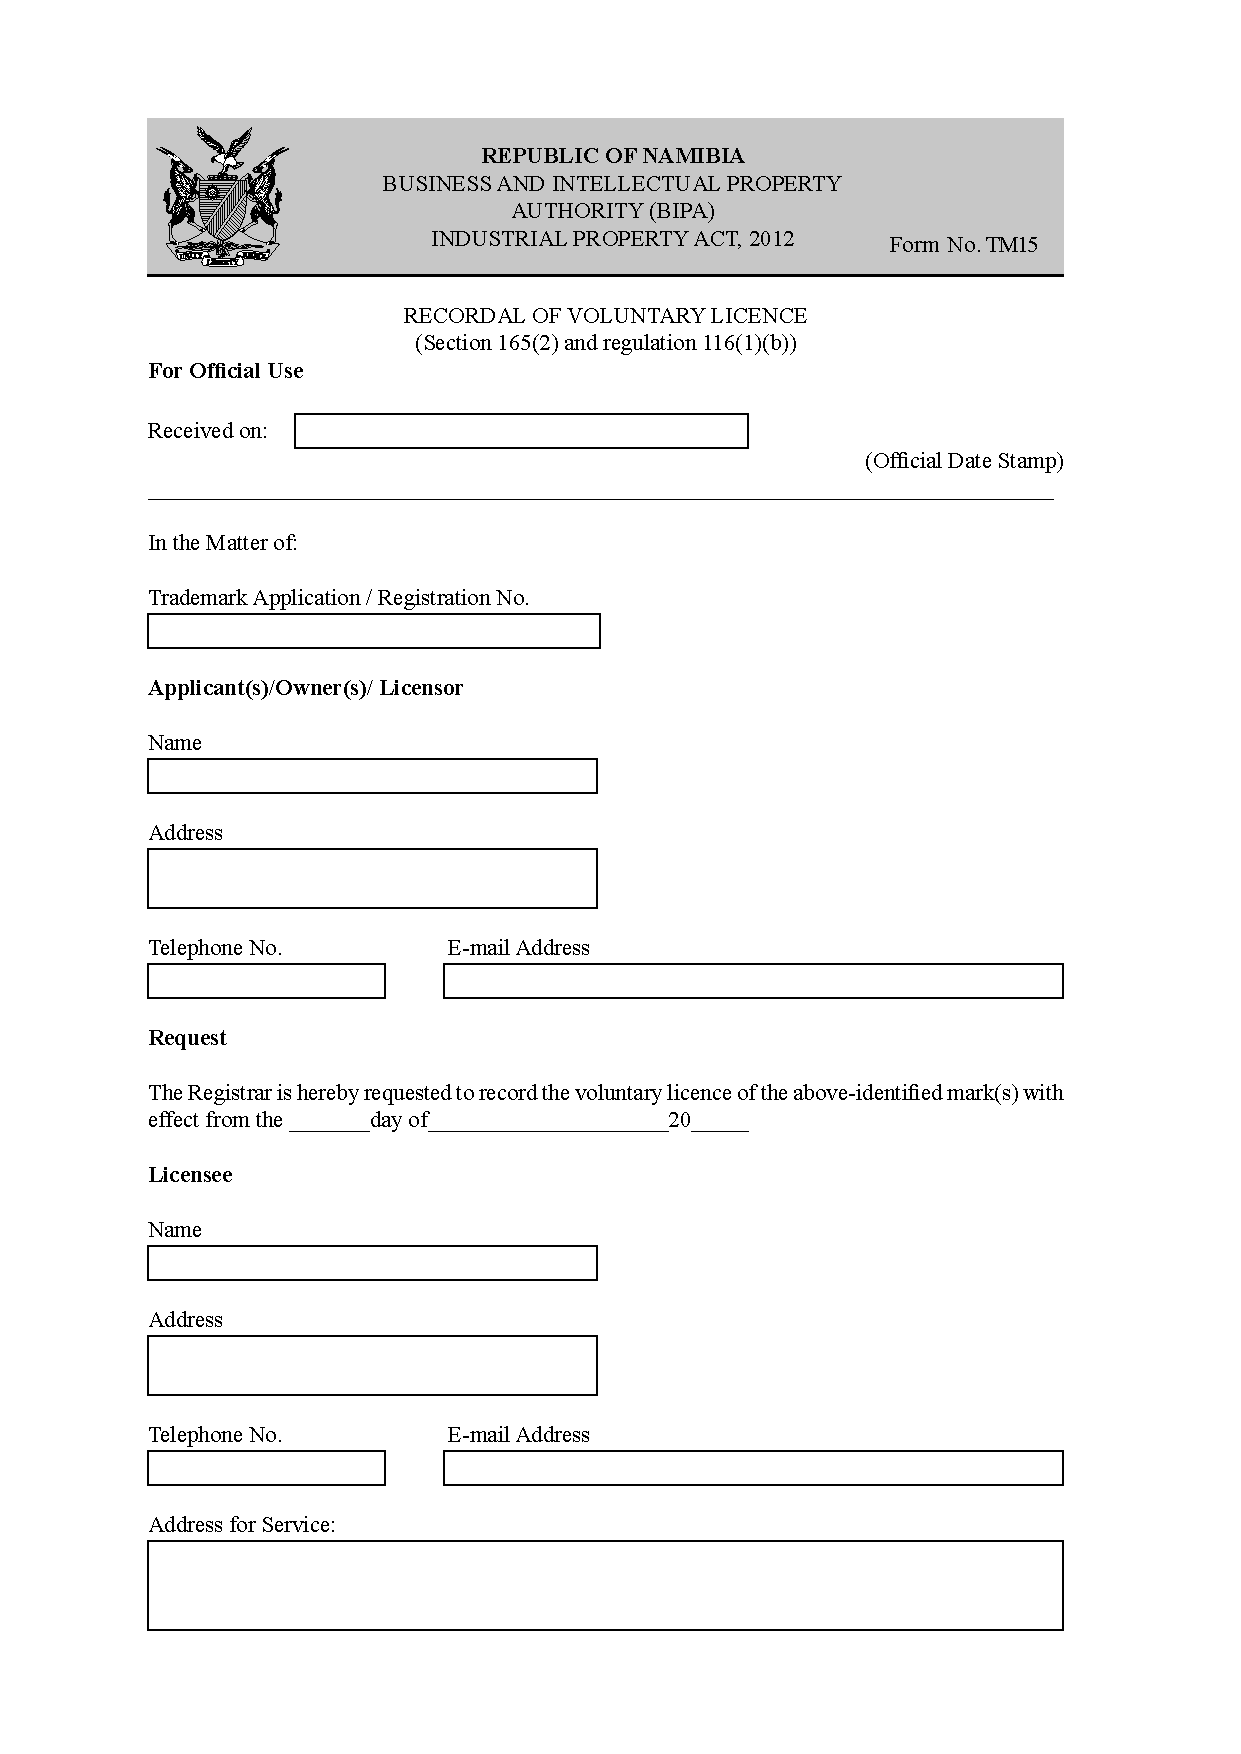 REPUBLIC OF NAMIBIA
BUSINESS AND INTELLECTUAL PROPERTY
AUTHORITY (BIPA)
INDUSTRIAL PROPERTY ACT, 2012
Form No. TM15
RECORDAL OF VOLUNTARY LICENCE
(Section 165(2) and regulation 116(1)(b))
For Official Use
Received on:
(Official Date Stamp)
In the Matter of:
Trademark Application / Registration No.
Applicant(s)/Owner(s)/ Licensor
Name
Address
Telephone No. E-mail Address
Request
The Registrar is hereby requested to record the voluntary licence of the above-identified mark(s) with
effect from the _______day of_____________________20_____
Licensee
Name
Address
Telephone No. E-mail Address
Address for Service: